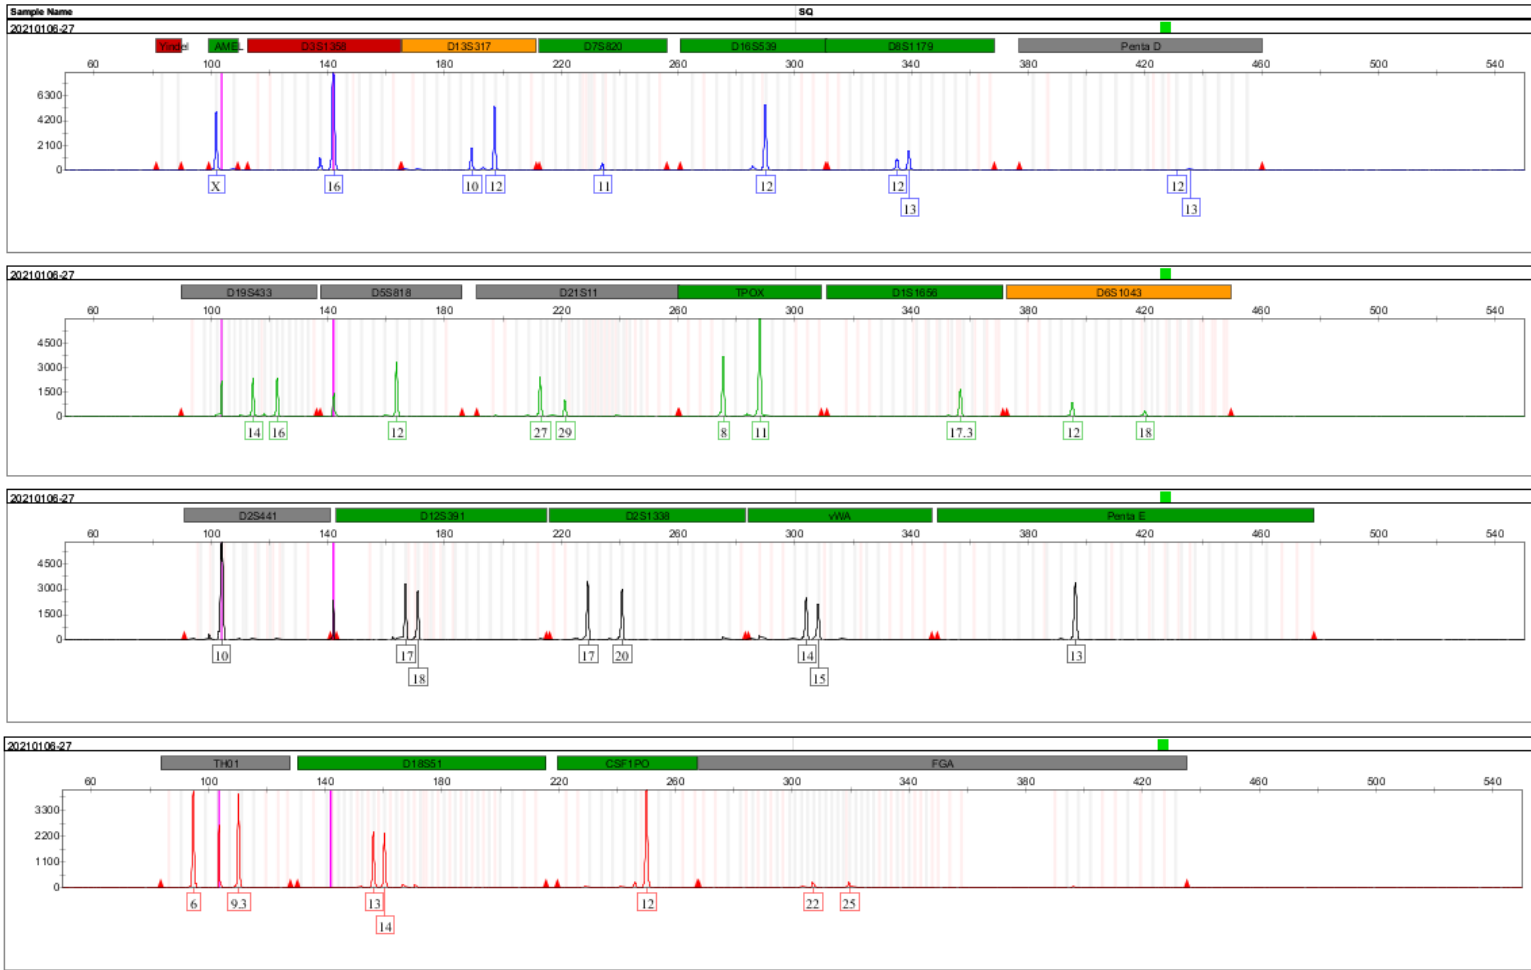 Sample Name SQ
20210106-27
Yindel AMEL D3S1358 D13S317 D7S820 D16S539 D8S1179 Penta D
60 100 140 180 220 260 300 340 380 420 460 500 540
6300
4200
2100
0
X 16 10 12 11 12 12 12
13 13
20210106-27
D19S433 D5S818 D21S11 TPOX D1S1656 D6S1043
60 100 140 180 220 260 300 340 380 420 460 500 540
4500
3000
1500
0
14 16 12 27 29 8 11 17.3 12 18
20210106-27
D2S441 D12S391 D2S1338 vWA Penta E
60 100 140 180 220 260 300 340 380 420 460 500 540
4500
3000
1500
0
10 17 17 20 14 13
18 15
20210106-27
TH01 D18S51 CSF1PO FGA
60 100 140 180 220 260 300 340 380 420 460 500 540
3300
2200
1100
0
6 9.3 13 12 22 25
14